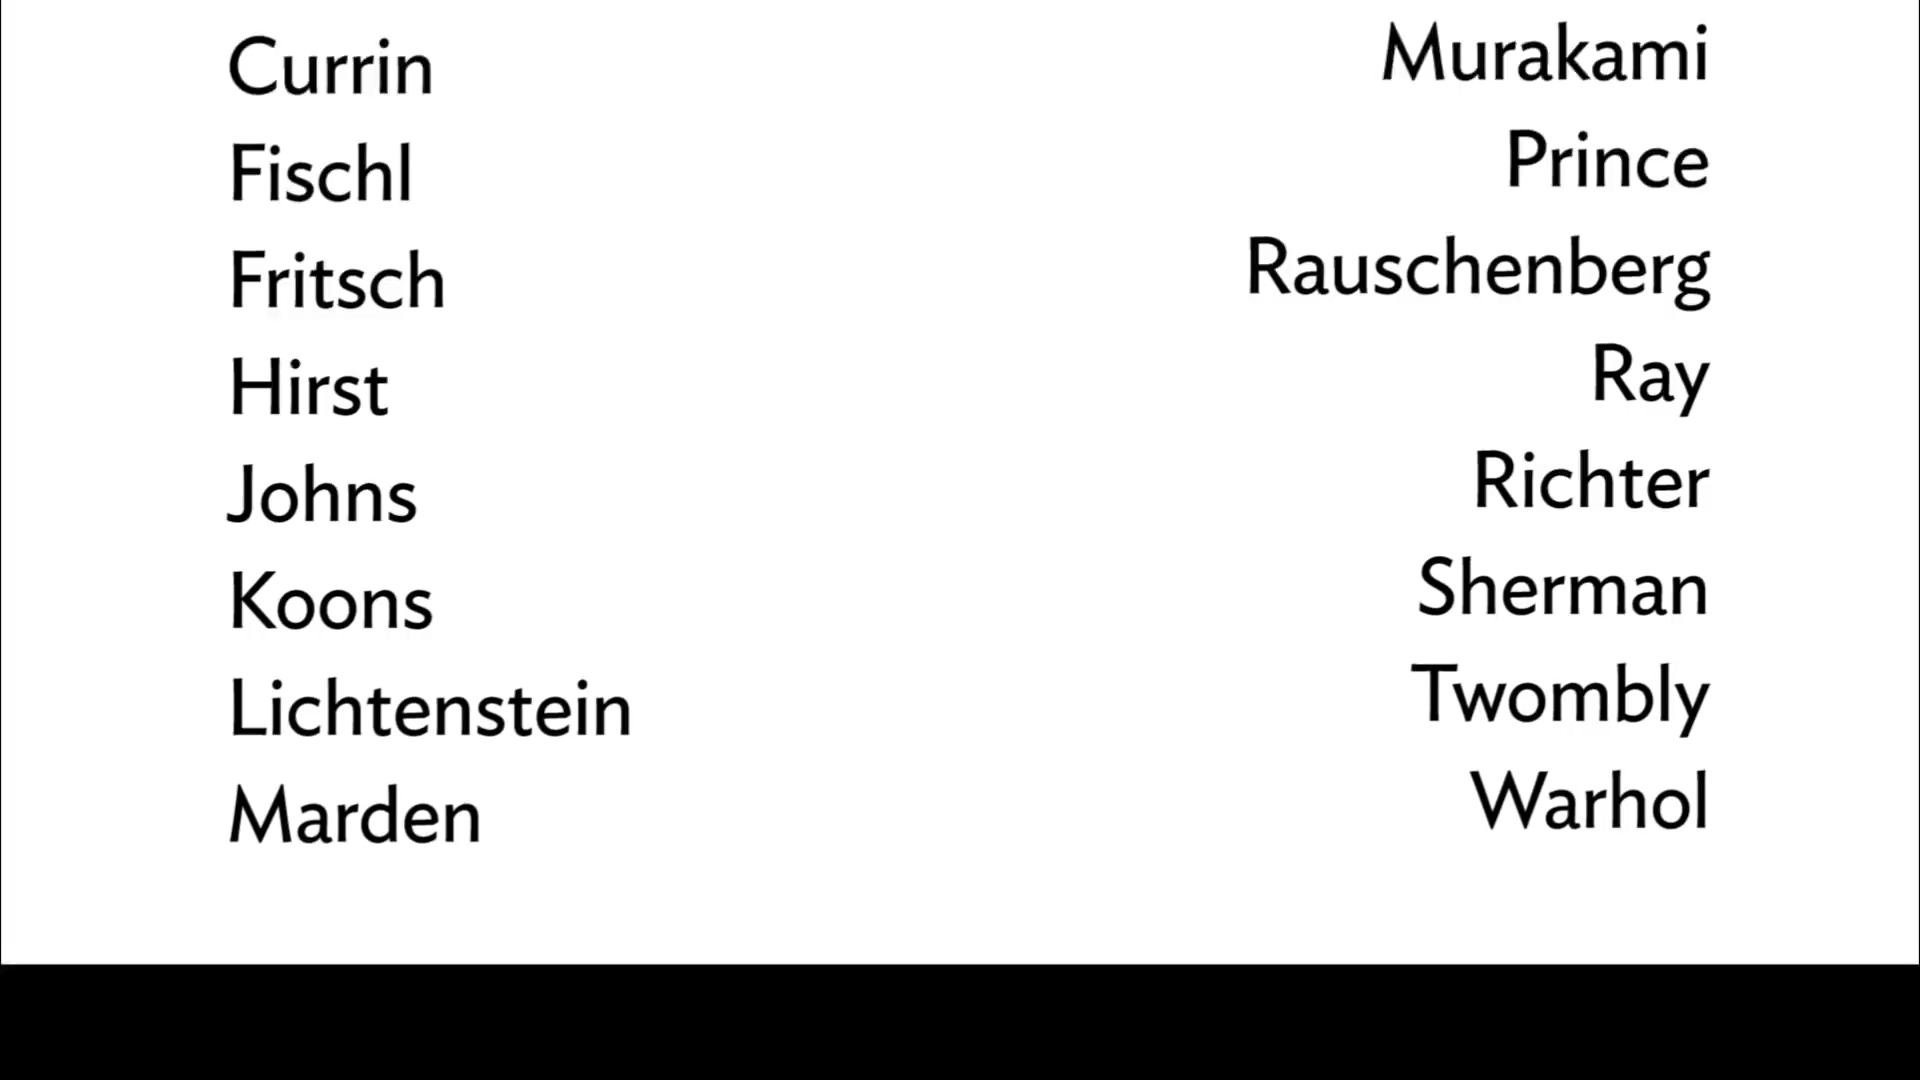 Currin
Fischl
Fritsch
Hirst
Johns
Koons
Lichtenstein
Marden
Murakami
Prince
Rauschenberg
Ray
Richter
Sherman
Twombly
Warhol